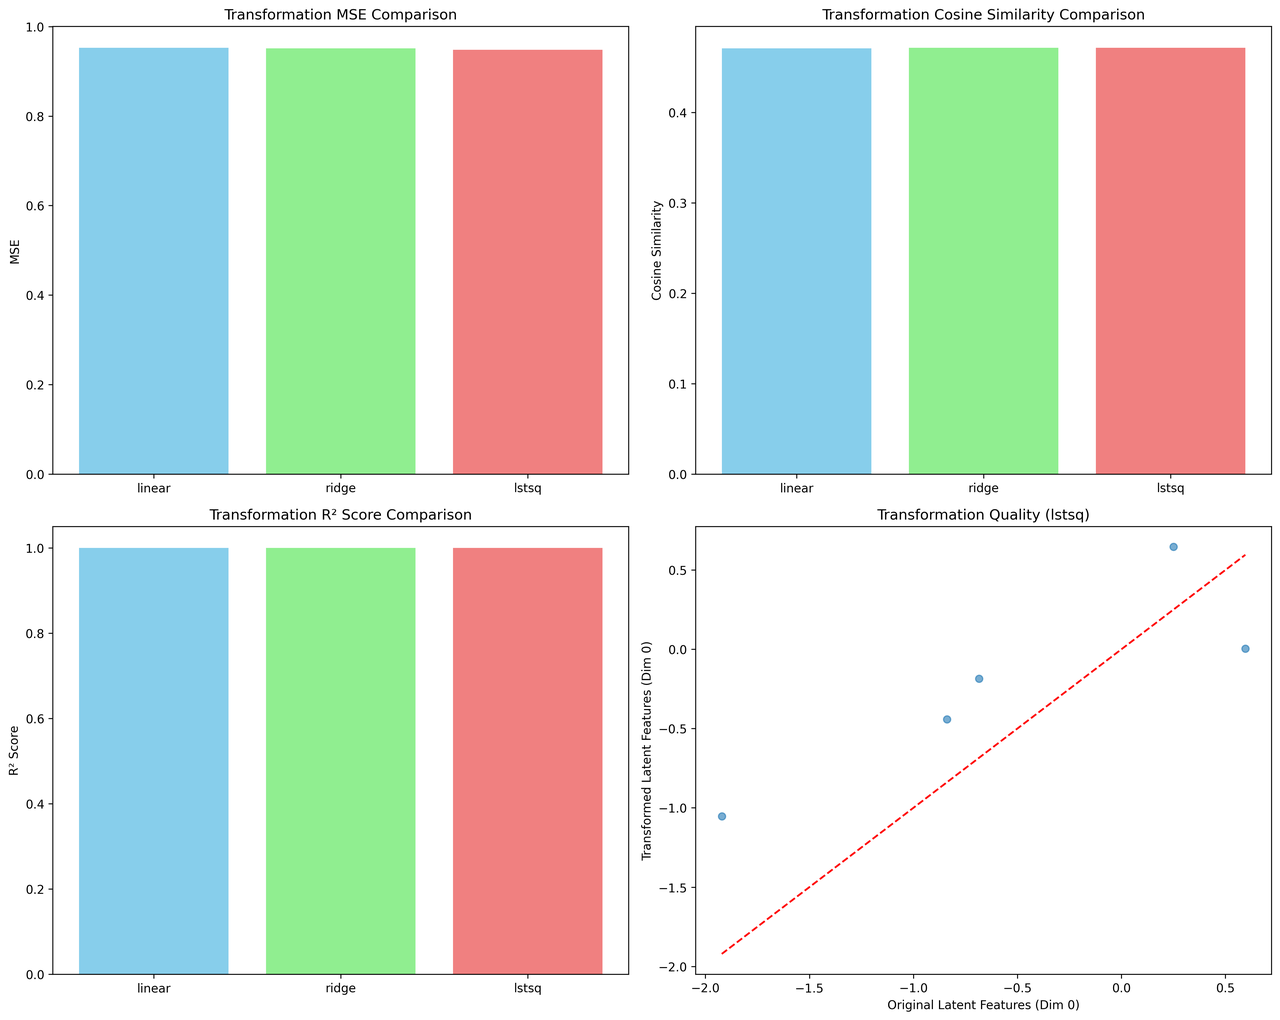 Transformation MSE Comparison
MSE
1.0
0.8
0.6
0.4
0.2
0.0
linear ridge lstsq
Transformation Cosine Similarity Comparison
Cosine Similarity
0.4
0.3
0.2
0.1
0.0
linear ridge lstsq
Transformation R² Score Comparison
R² Score
1.0
0.8
0.6
0.4
0.2
0.0
linear ridge lstsq
Transformation Quality (lstsq)
Transformed Latent Features (Dim 0)
0.5
0.0
−0.5
−1.0
−1.5
−2.0
−2.0 −1.5 −1.0 −0.5 0.0 0.5
Original Latent Features (Dim 0)